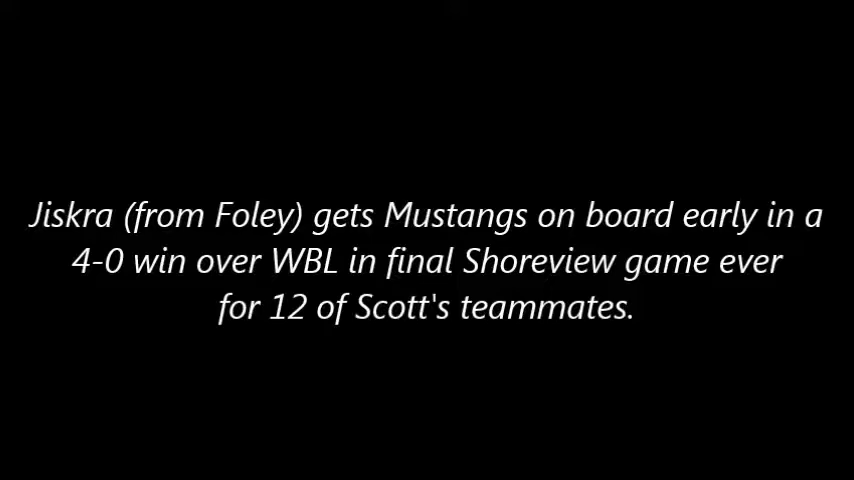 Jiskra (from Foley) gets Mustangs on board early in a
4-0 win over WBL in final Shoreview game ever
for 12 of Scott's teammates.